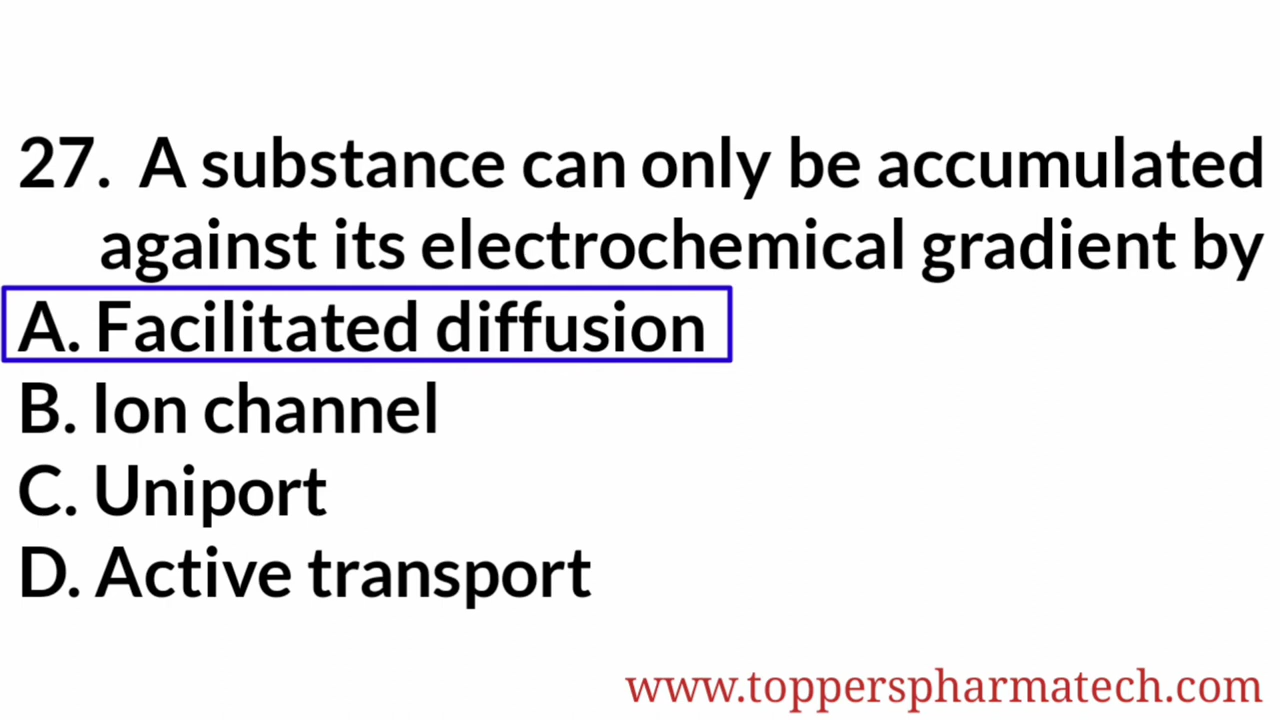 27. A substance can only be accumulated
against its electrochemical gradient by
A. Facilitated diffusion
B. Ion channel
C. Uniport
D. Active transport
www.topperspharmatech.com